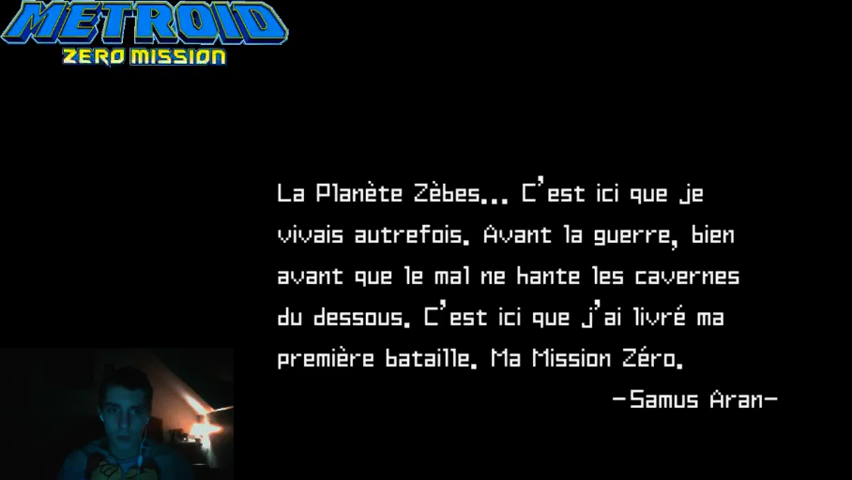 METROID
ZERO MISSION
La Planète Zèbes... C'est ici que je
vivais autrefois. Avant la guerre, bien
avant que le mal ne hante les cavernes
du dessous. C'est ici que j'ai livré ma
première bataille. Ma Mission Zéro.
-Samus Aran-